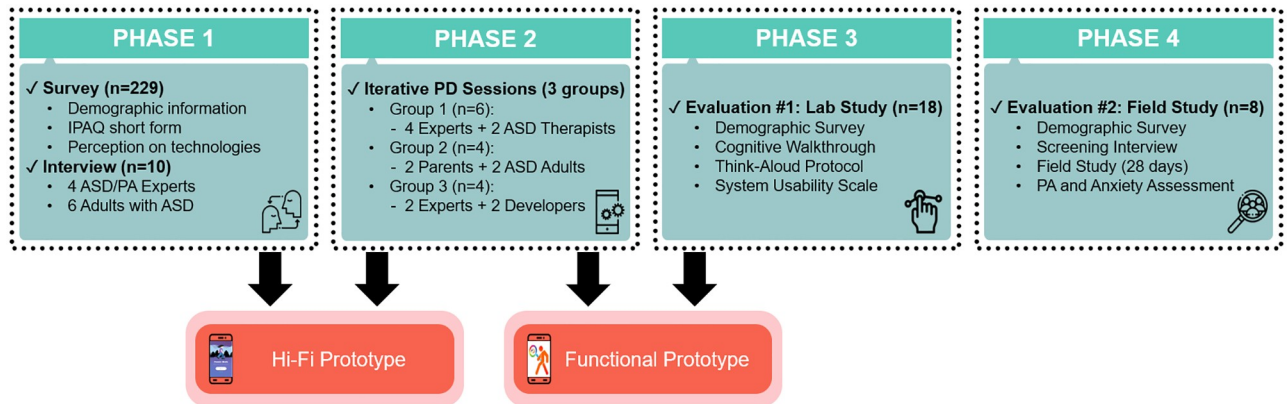 PHASE 1
✓ Survey (n=229)
• Demographic information
• IPAQ short form
• Perception on technologies
✓ Interview (n=10)
• 4 ASD/PA Experts
• 6 Adults with ASD
PHASE 2
✓ Iterative PD Sessions (3 groups)
• Group 1 (n=6):
- 4 Experts + 2 ASD Therapists
• Group 2 (n=4):
- 2 Parents + 2 ASD Adults
• Group 3 (n=4):
- 2 Experts + 2 Developers
PHASE 3
✓ Evaluation #1: Lab Study (n=18)
• Demographic Survey
• Cognitive Walkthrough
• Think-Aloud Protocol
• System Usability Scale
PHASE 4
✓ Evaluation #2: Field Study (n=8)
• Demographic Survey
• Screening Interview
• Field Study (28 days)
• PA and Anxiety Assessment
Hi-Fi Prototype
Functional Prototype